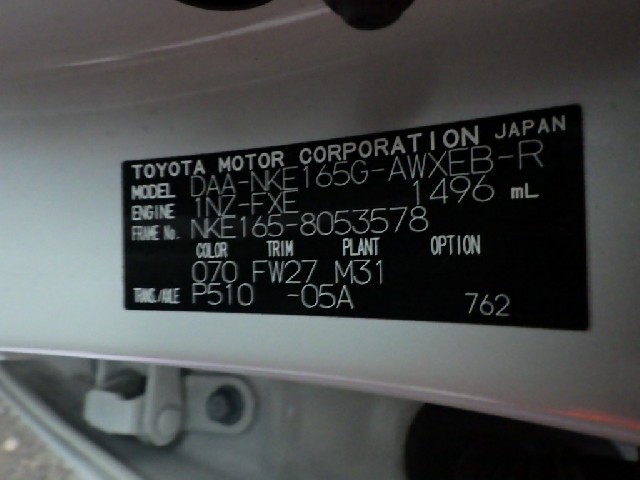 TOYOTA MOTOR CORPORATION JAPAN
MODEL DAA-NKE165G-AWXEB-R
ENGINE 1NZ-FXE 1496 mL
FRAME No. NKE165-8053578
COLOR TRIM PLANT OPTION
070 FW27 M31
TRANS./AXLE P510 -05A 762